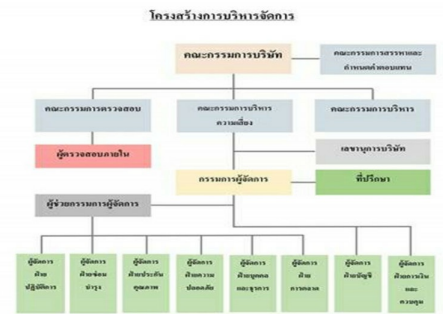 โครงสร้างการบริหารจัดการ
คณะกรรมการบริษัท
คณะกรรมการสรรหาและ
กำหนดค่าตอบแทน
คณะกรรมการตรวจสอบ
คณะกรรมการบริหาร
ความเสี่ยง
คณะกรรมการบริหาร
ผู้ตรวจสอบภายใน
เลขานุการบริษัท
กรรมการผู้จัดการ
ที่ปรึกษา
ผู้ช่วยกรรมการผู้จัดการ
ผู้จัดการ
ฝ่าย
ปฏิบัติการ
ผู้จัดการ
ฝ่ายซ่อม
บำรุง
ผู้จัดการ
ฝ่ายประกัน
คุณภาพ
ผู้จัดการ
ฝ่ายความ
ปลอดภัย
ผู้จัดการ
ฝ่ายบุคคล
และธุรการ
ผู้จัดการ
ฝ่าย
การตลาด
ผู้จัดการ
ฝ่ายบัญชี
ผู้จัดการ
ฝ่ายการเงิน
และ
ควบคุม